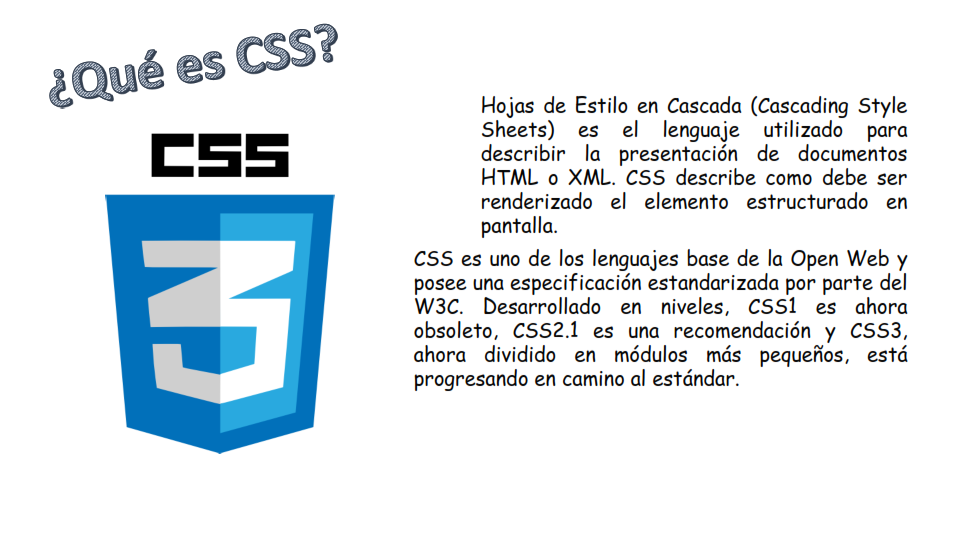 ¿Qué es CSS?
CSS
3
Hojas de Estilo en Cascada (Cascading Style
Sheets) es el lenguaje utilizado para
describir la presentación de documentos
HTML o XML. CSS describe como debe ser
renderizado el elemento estructurado en
pantalla.
CSS es uno de los lenguajes base de la Open Web y
posee una especificación estandarizada por parte del
W3C. Desarrollado en niveles, CSS1 es ahora
obsoleto, CSS2.1 es una recomendación y CSS3,
ahora dividido en módulos más pequeños, está
progresando en camino al estándar.